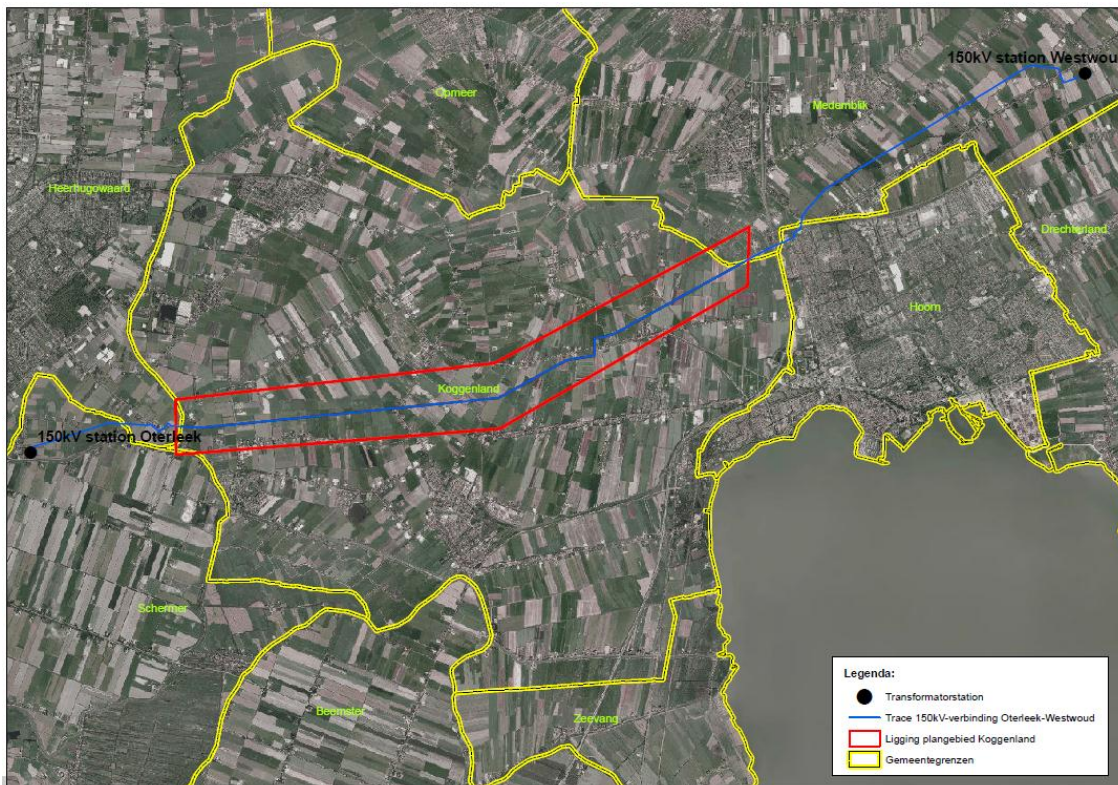 150kV station Westwoud
Opmeer
Medemblik
Heerhugowaard
Drechterland
Hoorn
Koggenland
150kV station Oterleek
Schermer
Beemster
Zeevang
Legenda:
Transformatorstation
Trace 150kV-verbinding Oterleek-Westwoud
Ligging plangebied Koggenland
Gemeentegrenzen